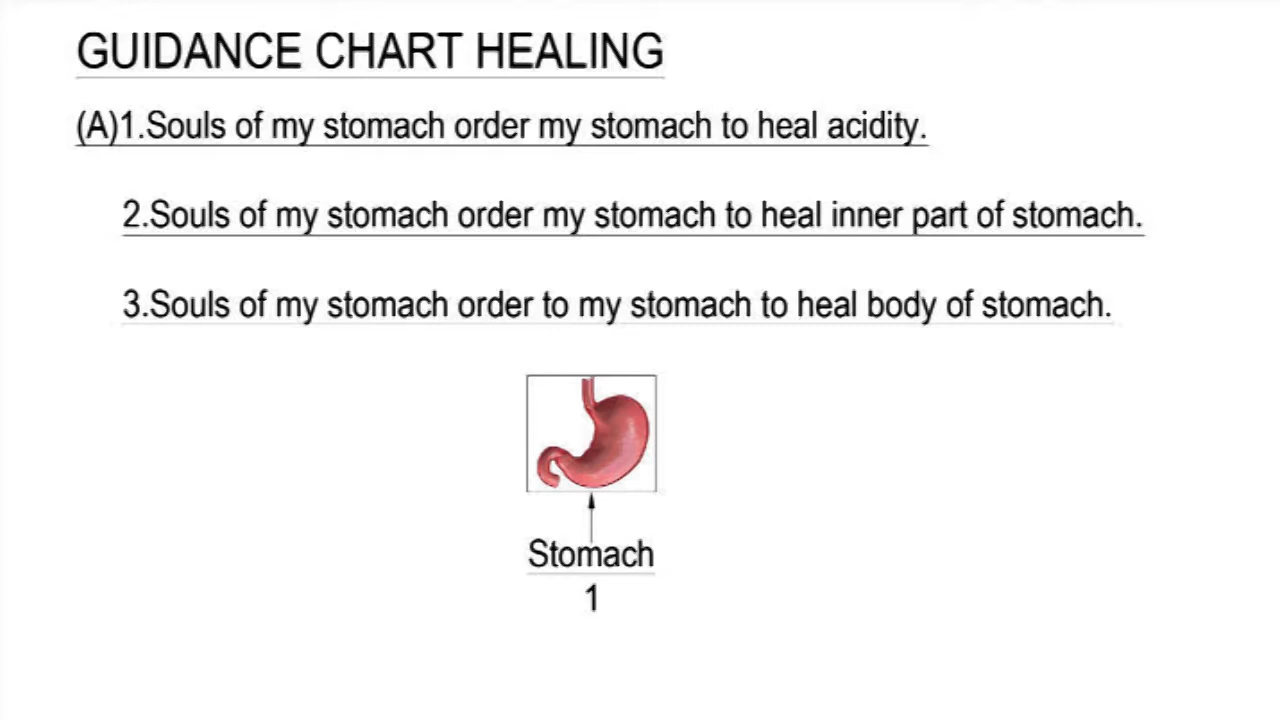 GUIDANCE CHART HEALING
(A)1.Souls of my stomach order my stomach to heal acidity.
2.Souls of my stomach order my stomach to heal inner part of stomach.
3.Souls of my stomach order to my stomach to heal body of stomach.
Stomach
1